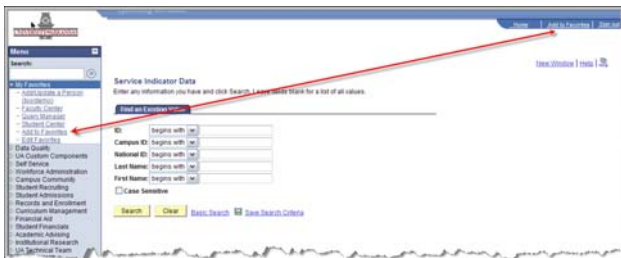 Home | Add to Favorites | Sign out
UNIVERSITY OF ARKANSAS
New Window | Help |
Menu
Search:
My Favorites
Add/Update a Person
Faculty Center
Query Manager
Student Center
Add to Favorites
Edit Favorites
Data Quality
UA Custom Components
Self Service
Workforce Administration
Campus Community
Student Recruiting
Student Admissions
Records and Enrollment
Curriculum Management
Financial Aid
Student Financials
Academic Advising
Institutional Research
UA Technical Team
Service Indicator Data
Enter any information you have and click Search. Leave fields blank for a list of all values.
Find an Existing Value
ID: begins with
Campus ID: begins with
National ID: begins with
Last Name: begins with
First Name: begins with
Case Sensitive
Search Clear Basic Search Save Search Criteria